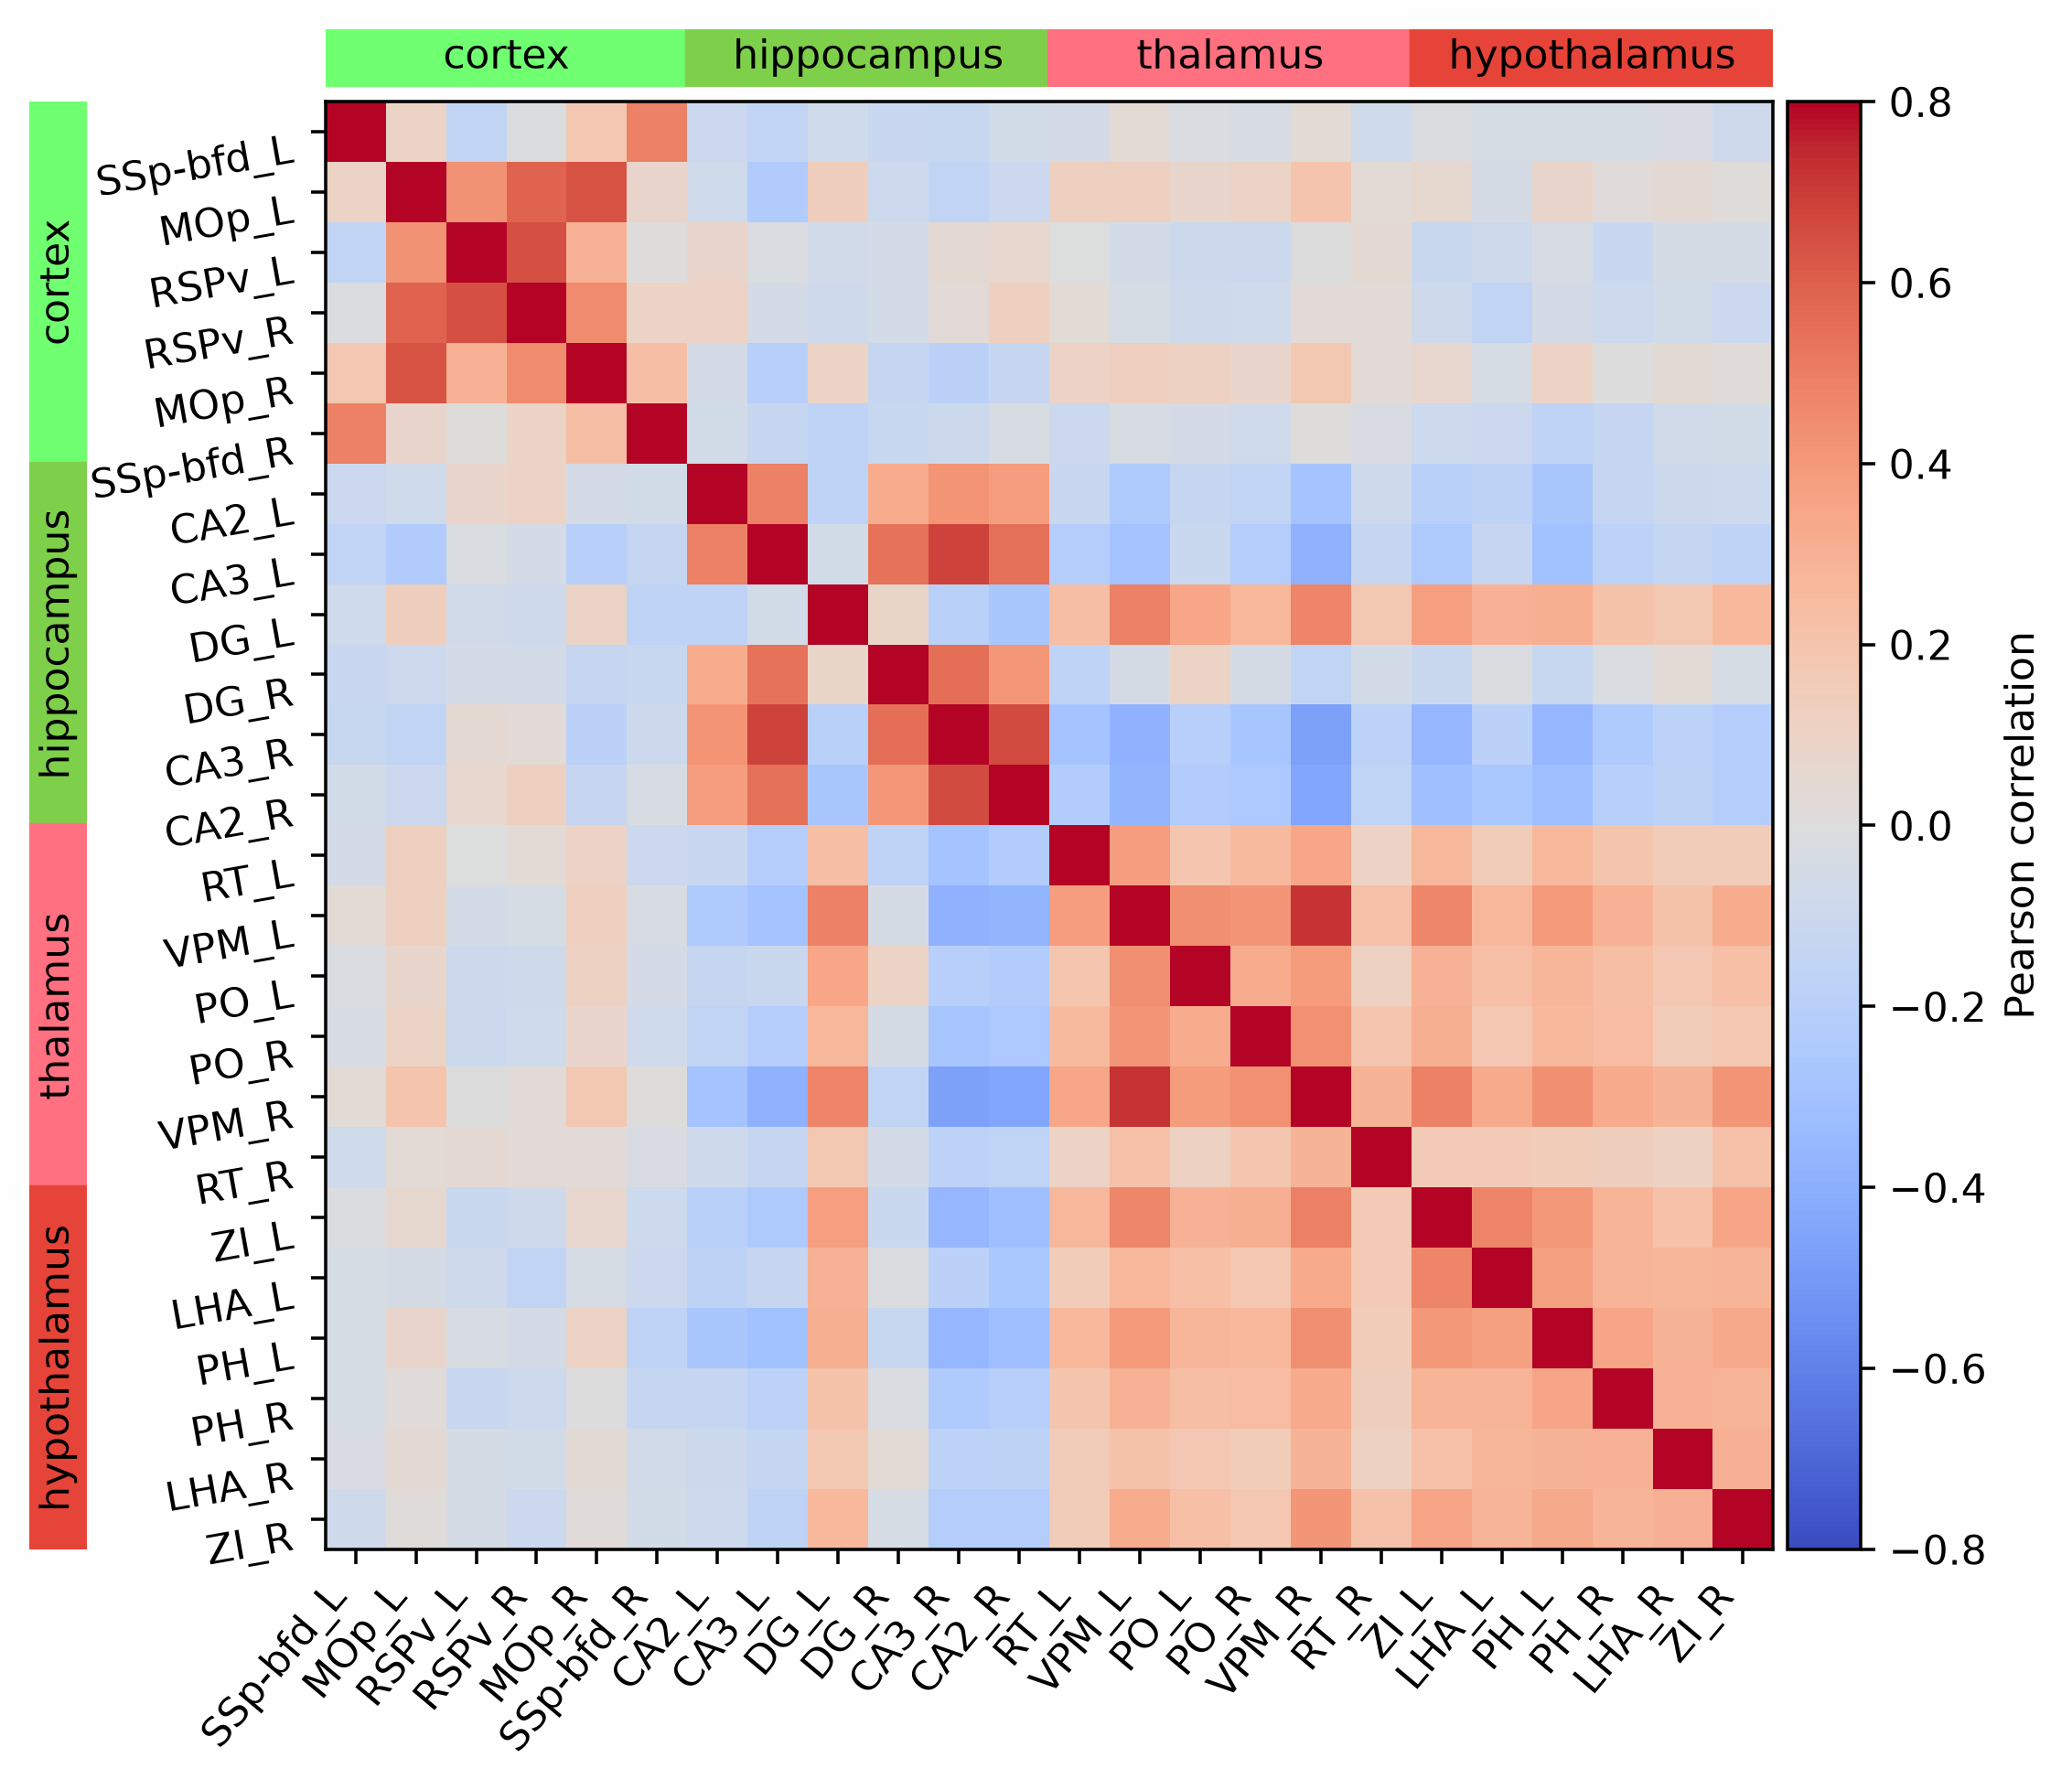 cortex hippocampus thalamus hypothalamus
cortex
hippocampus
thalamus
hypothalamus
SSp-bfd_L
MOp_L
RSPv_L
RSPv_R
MOp_R
SSp-bfd_R
CA2_L
CA3_L
DG_L
DG_R
CA3_R
CA2_R
RT_L
VPM_L
PO_L
PO_R
VPM_R
RT_R
ZI_L
LHA_L
PH_L
PH_R
LHA_R
ZI_R
SSp-bfd_L
MOp_L
RSPv_L
RSPv_R
MOp_R
SSp-bfd_R
CA2_L
CA3_L
DG_L
DG_R
CA3_R
CA2_R
RT_L
VPM_L
PO_L
PO_R
VPM_R
RT_R
ZI_L
LHA_L
PH_L
PH_R
LHA_R
ZI_R
0.8
0.6
0.4
0.2
0.0
−0.2
−0.4
−0.6
−0.8
Pearson correlation